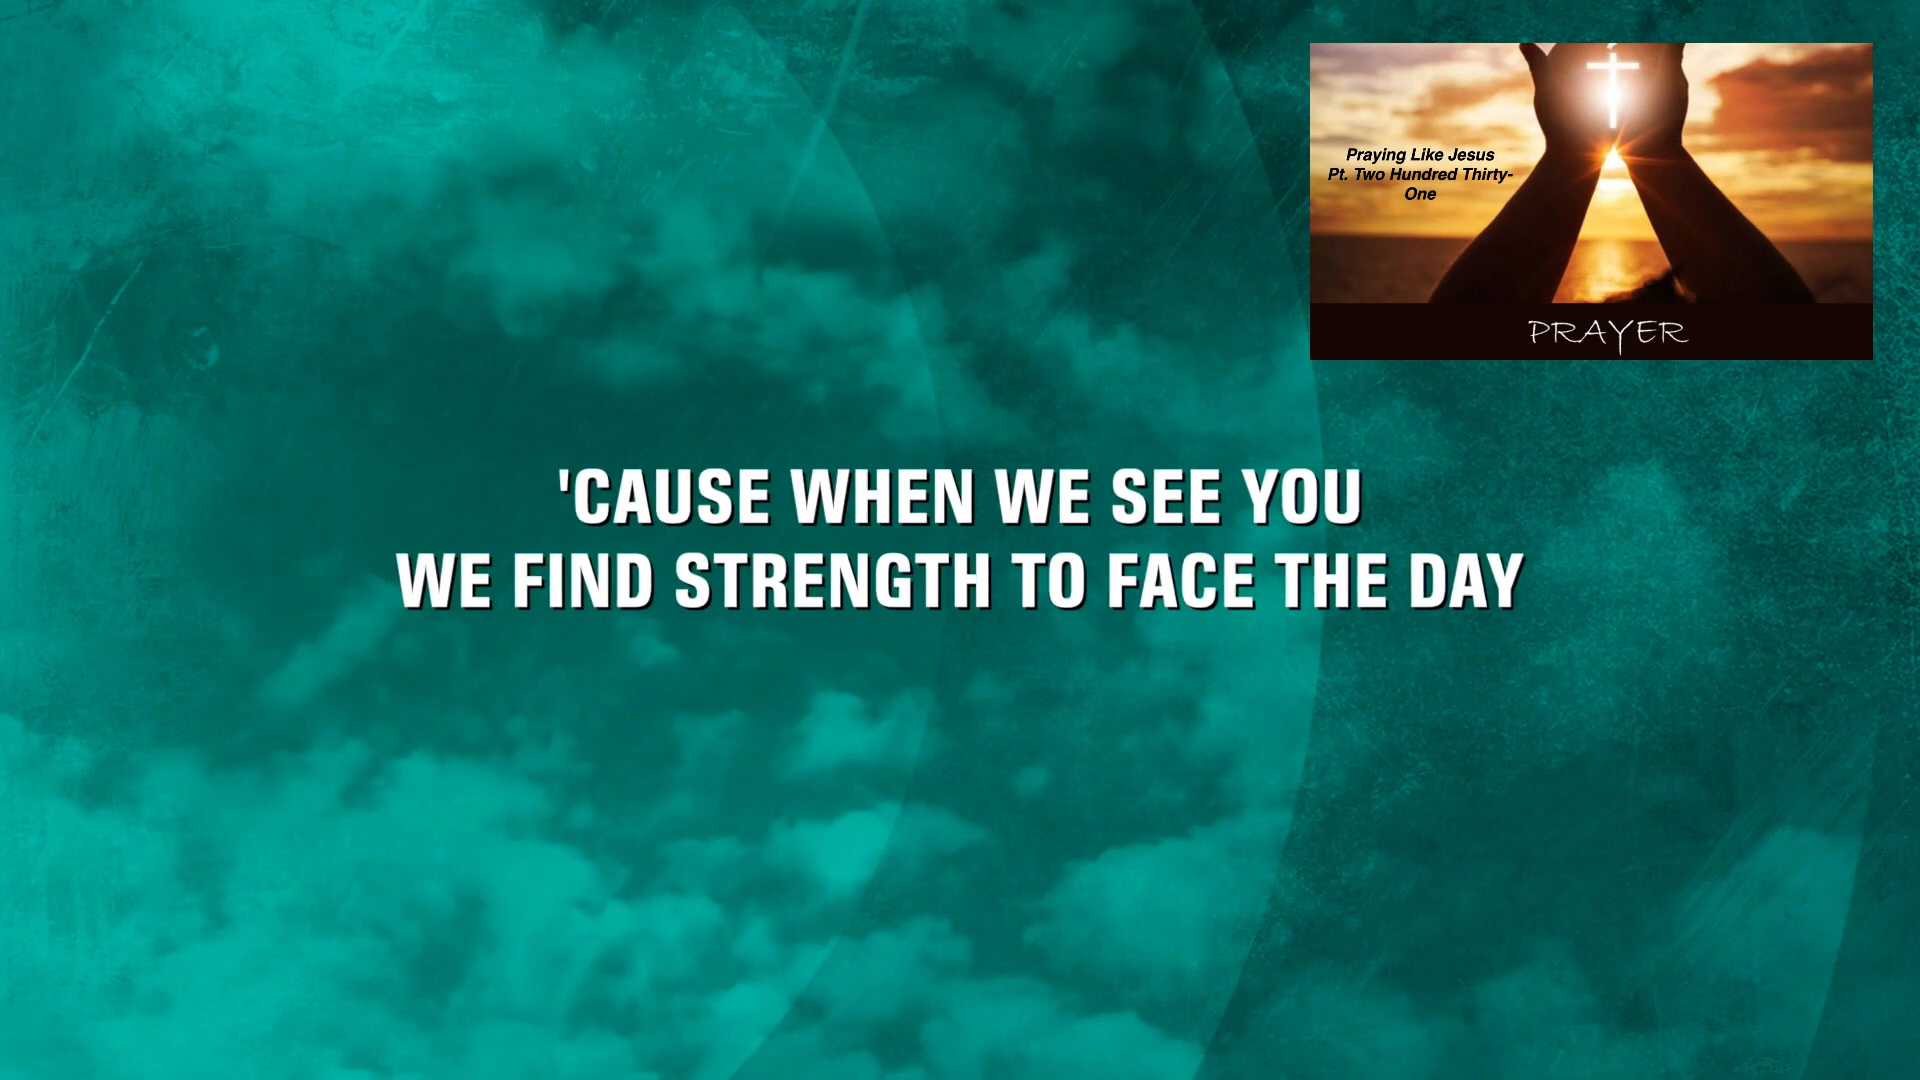 Praying Like Jesus
Pt. Two Hundred Thirty-
One
PRAYER
'CAUSE WHEN WE SEE YOU
WE FIND STRENGTH TO FACE THE DAY